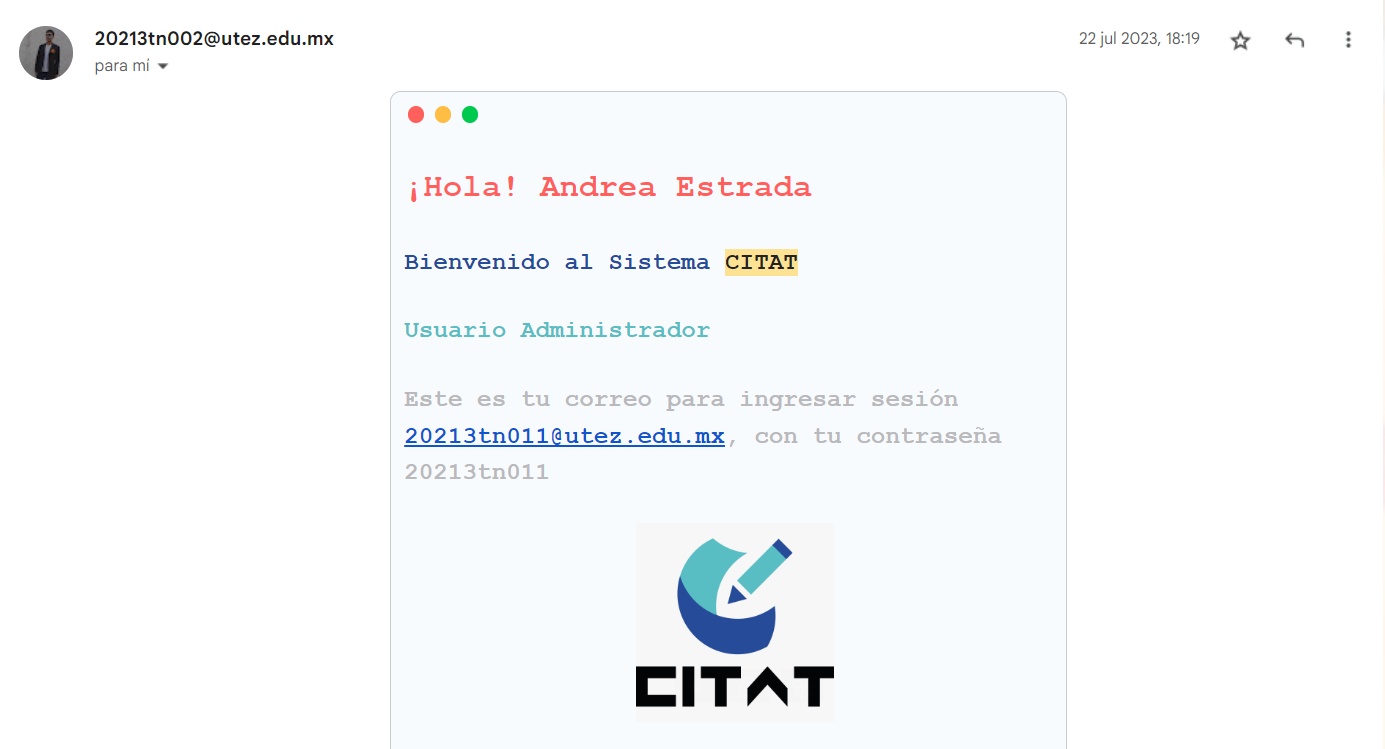 20213tn002@utez.edu.mx
22 jul 2023, 18:19
para mí
¡Hola! Andrea Estrada
Bienvenido al Sistema CITAT
Usuario Administrador
Este es tu correo para ingresar sesión
20213tn011@utez.edu.mx, con tu contraseña
20213tn011
CITAT